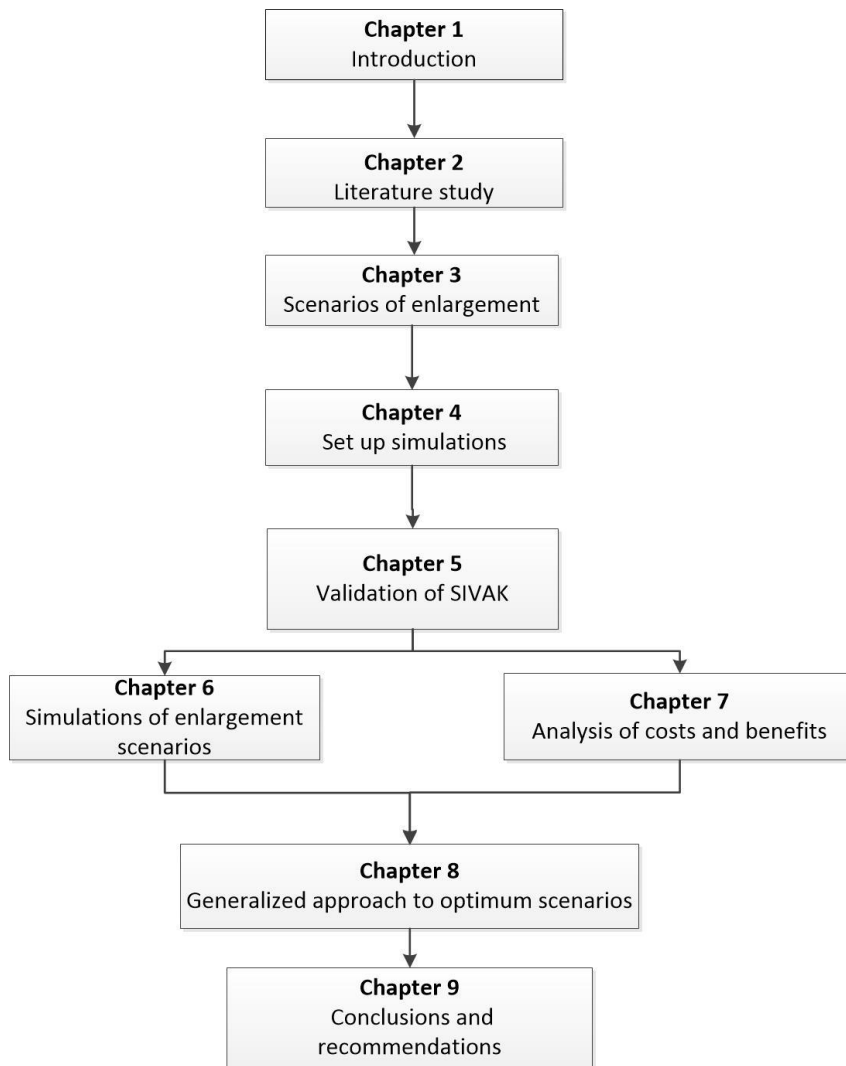 Chapter 1
Introduction
Chapter 2
Literature study
Chapter 3
Scenarios of enlargement
Chapter 4
Set up simulations
Chapter 5
Validation of SIVAK
Chapter 6
Simulations of enlargement
scenarios
Chapter 7
Analysis of costs and benefits
Chapter 8
Generalized approach to optimum scenarios
Chapter 9
Conclusions and
recommendations